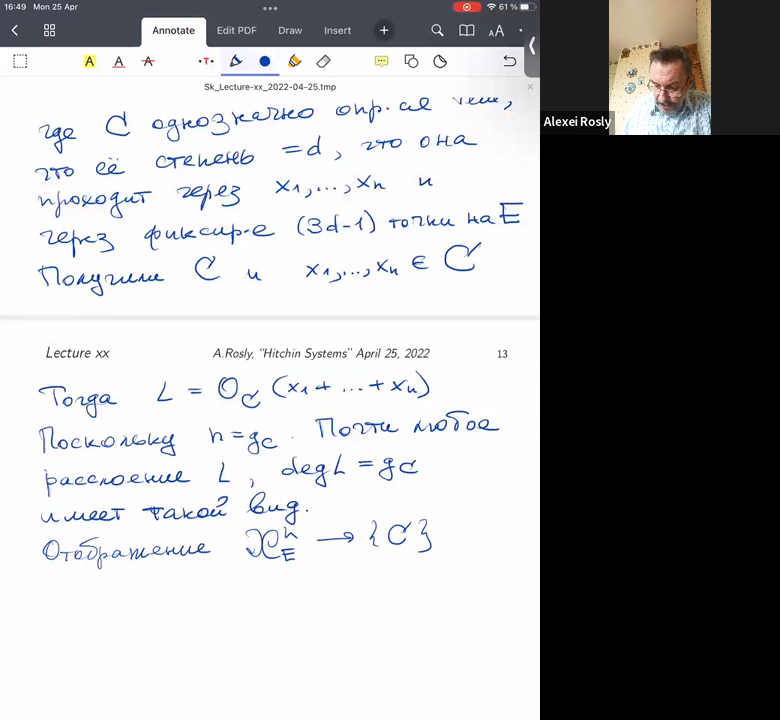 16:49 Mon 25 Apr
61 %
Annotate Edit PDF Draw Insert
AA
A A A T
Sk_Lecture-xx_2022-04-25.tmp
где C однозначно опр-ся тем,
что её степень = d, что она
проходит через x₁,...,xₙ и
через фиксир-е (3d-1) точки на E
Получили C и x₁,...,xₙ ∈ C
Lecture xx A.Rosly, "Hitchin Systems" April 25, 2022 13
Тогда L = O_C (x₁+...+xₙ)
Поскольку n = g_C. Почти любое
расслоение L, deg L = g_C
имеет такой вид.
Отображение X_E^n → {C}
Alexei Rosly